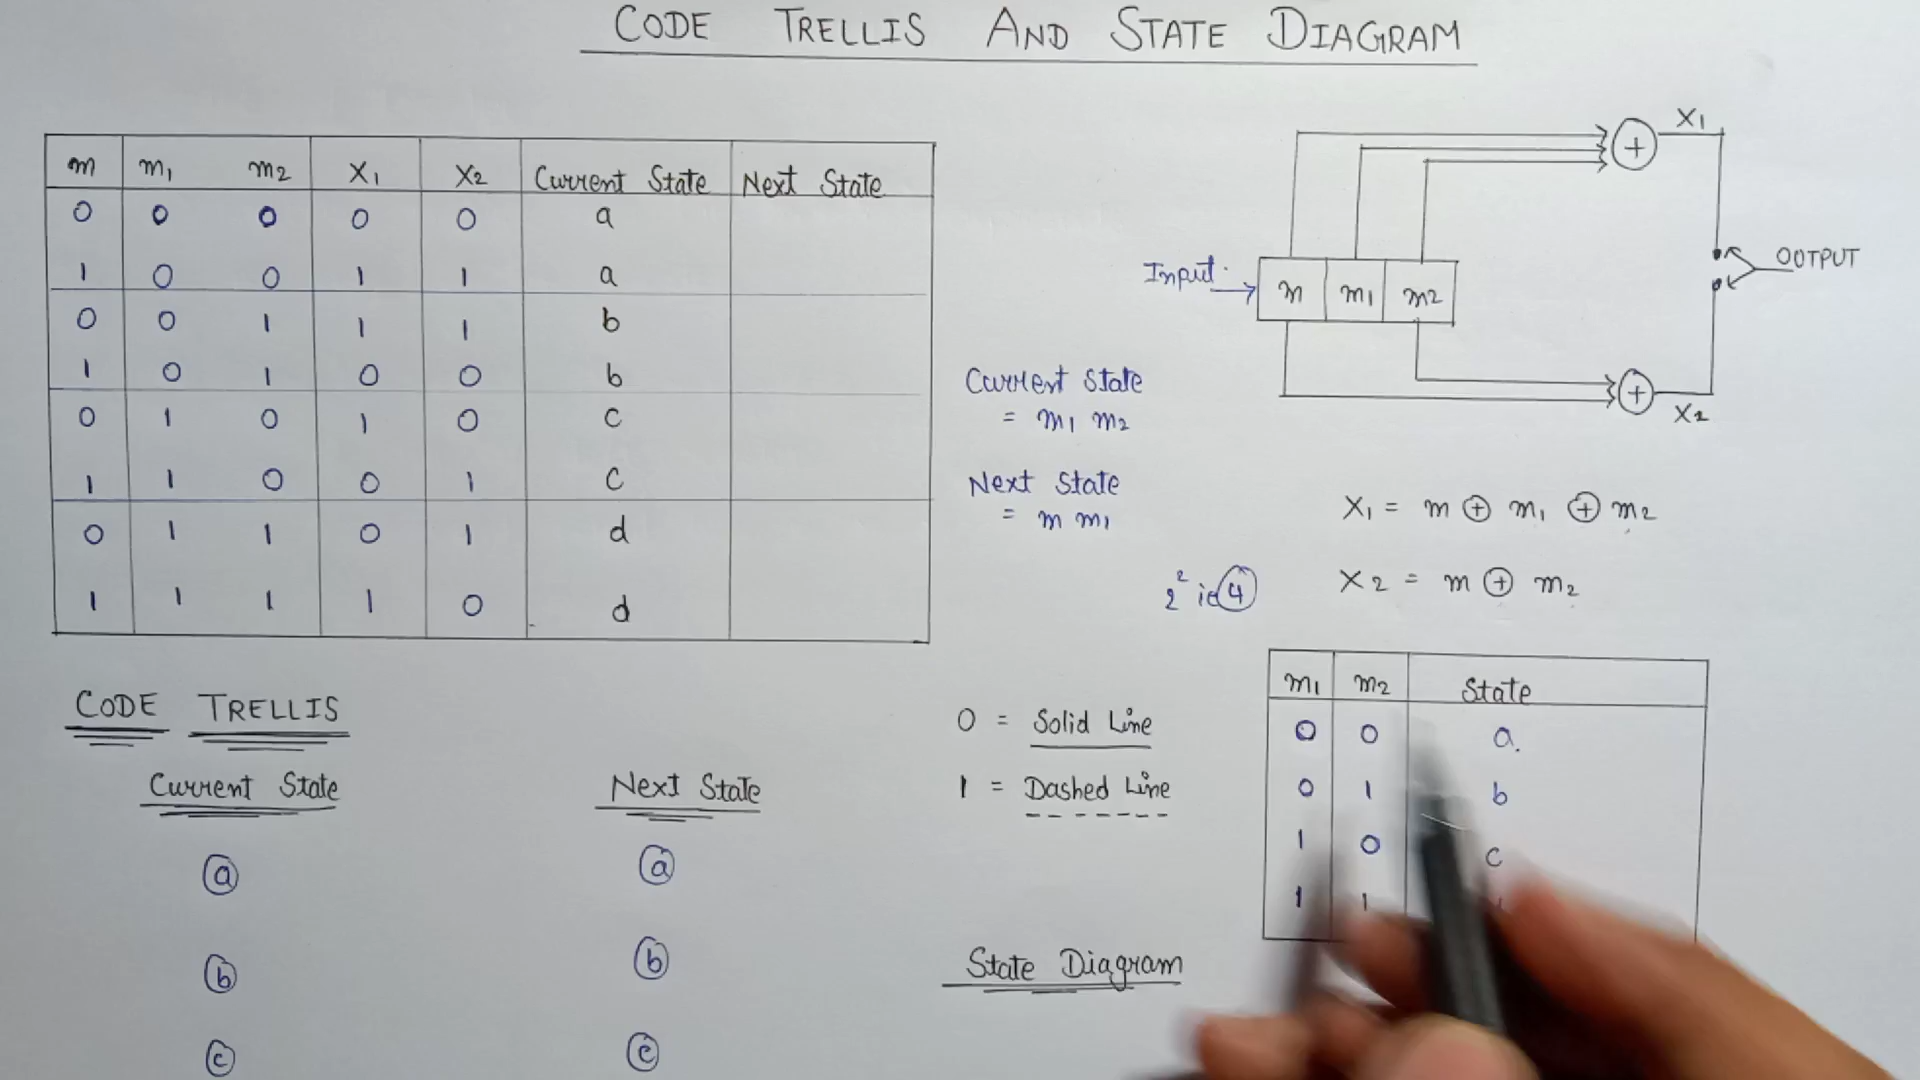 CODE TRELLIS AND STATE DIAGRAM
m m1 m2 X1 X2 Current State Next State
0 0 0 0 0 a
1 0 0 1 1 a
0 0 1 1 1 b
1 0 1 0 0 b
0 1 0 1 0 c
1 1 0 0 1 c
0 1 1 0 1 d
1 1 1 1 0 d
X1
+
Input
m m1 m2
OUTPUT
+
X2
Current State
= m1 m2
Next State
= m m1
X1 = m ⊕ m1 ⊕ m2
2² ie 4
X2 = m ⊕ m2
m1 m2 State
0 0 a
0 1 b
1 0 c
1 1
CODE TRELLIS
Current State Next State
a a
b b
c c
0 = Solid Line
1 = Dashed Line
State Diagram